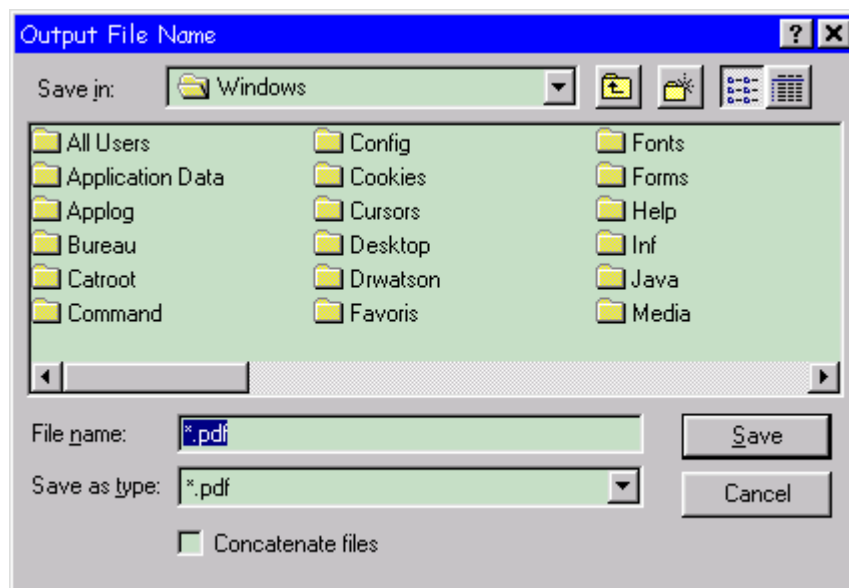 Output File Name
Save in: Windows
All Users Config Fonts
Application Data Cookies Forms
Applog Cursors Help
Bureau Desktop Inf
Catroot Drwatson Java
Command Favoris Media
File name: *.pdf Save
Save as type: *.pdf Cancel
Concatenate files